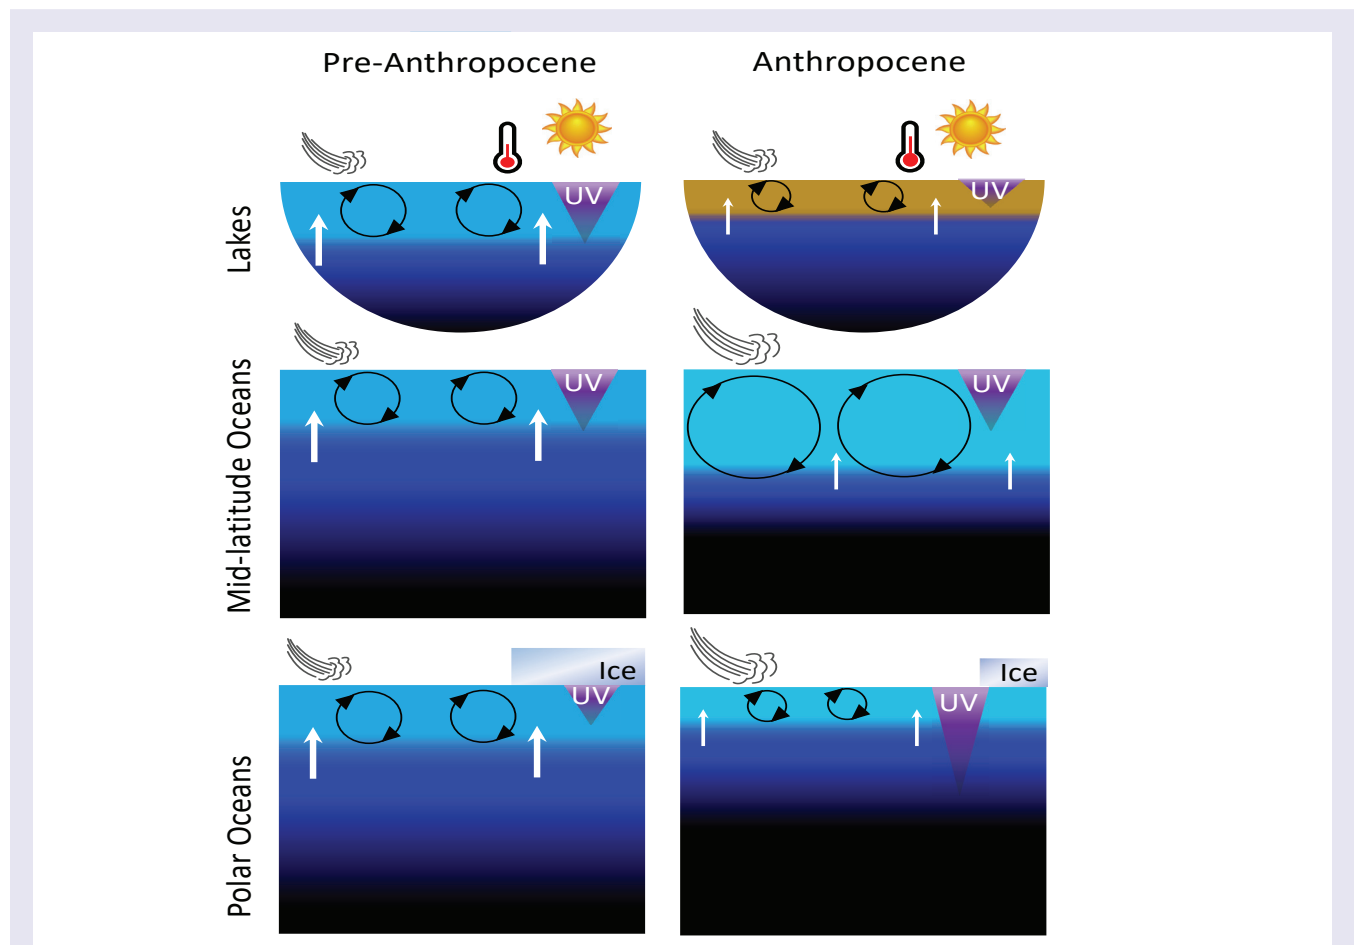 Pre-Anthropocene
Anthropocene
Lakes
UV
UV
Mid-latitude Oceans
UV
UV
Polar Oceans
Ice
UV
Ice
UV